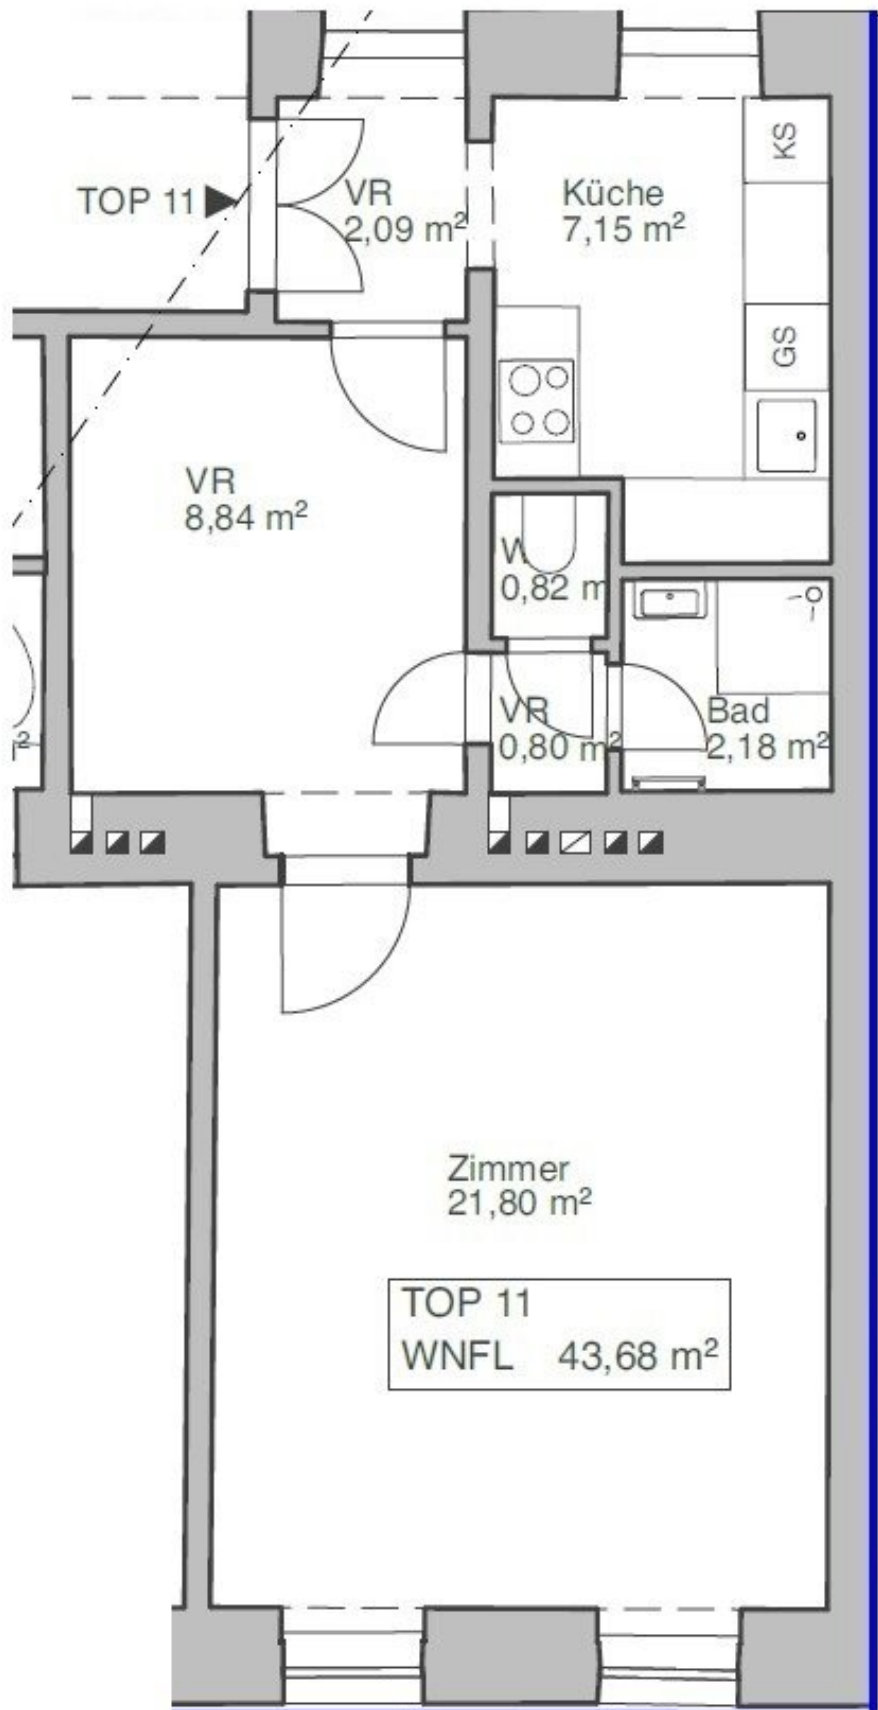 TOP 11
VR
2,09 m²
Küche
7,15 m²
KS
GS
VR
8,84 m²
W
0,82 m
VR
0,80 m²
Bad
2,18 m²
Zimmer
21,80 m²
TOP 11
WNFL 43,68 m²